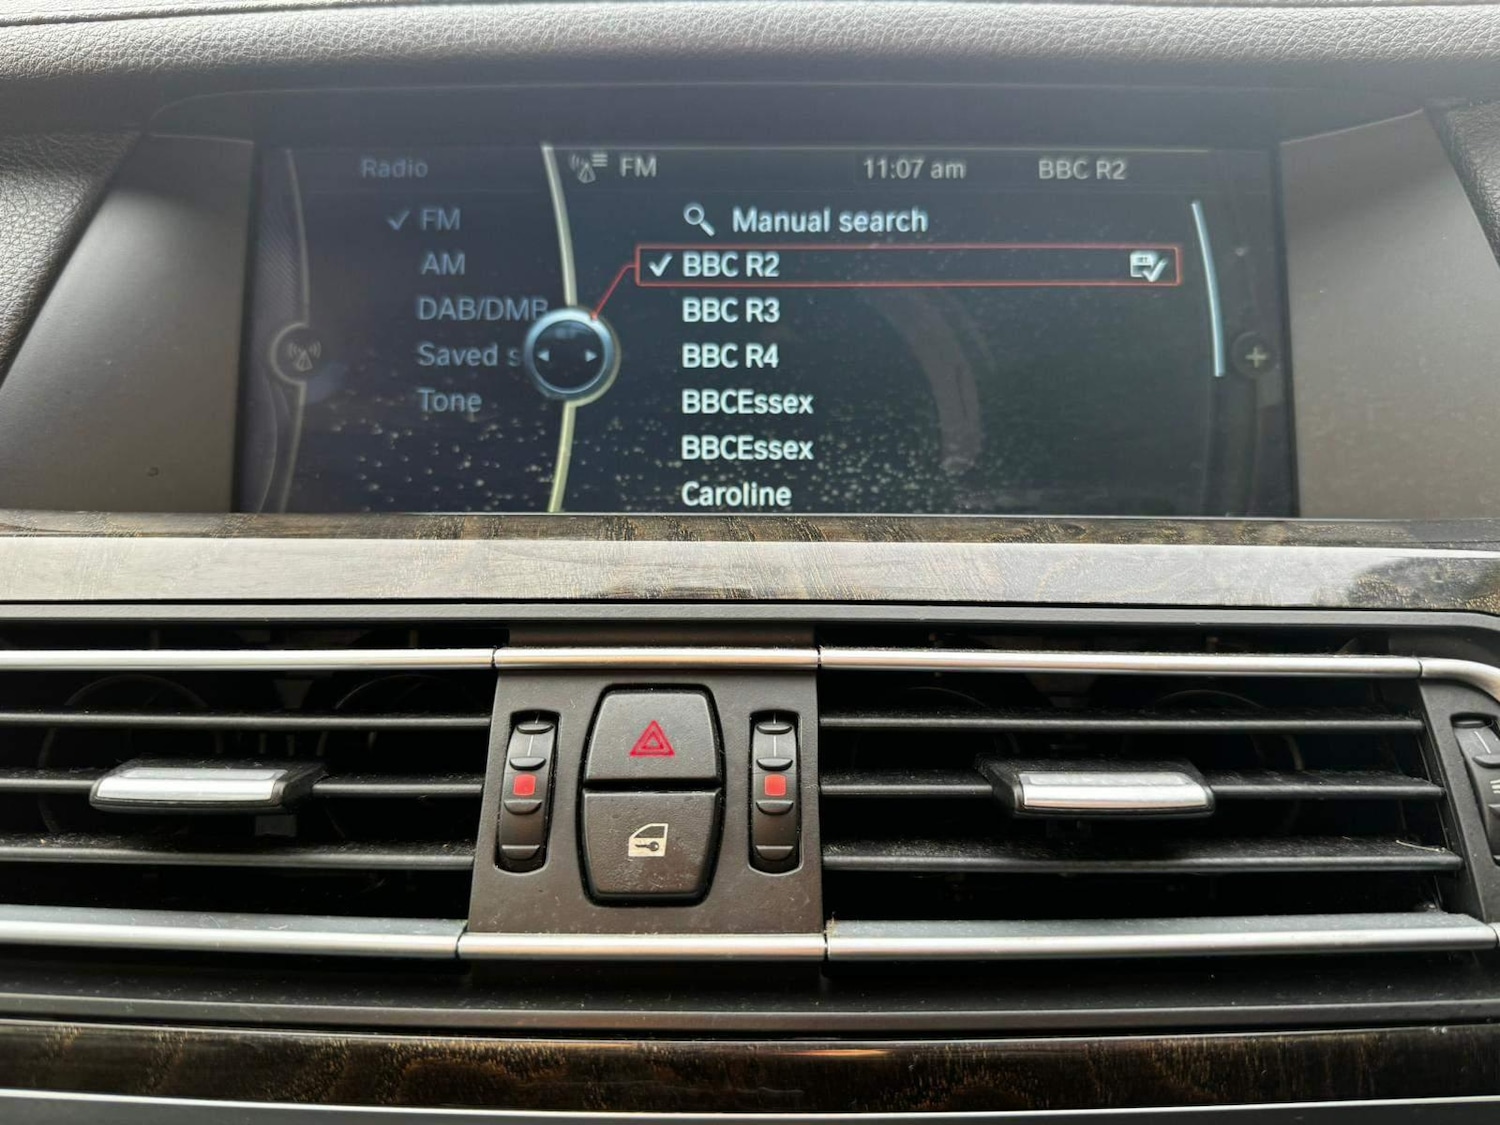 Radio
FM
AM
DAB/DMB
Saved
Tone
FM 11:07 am BBC R2
Manual search
BBC R2
BBC R3
BBC R4
BBCEssex
BBCEssex
Caroline